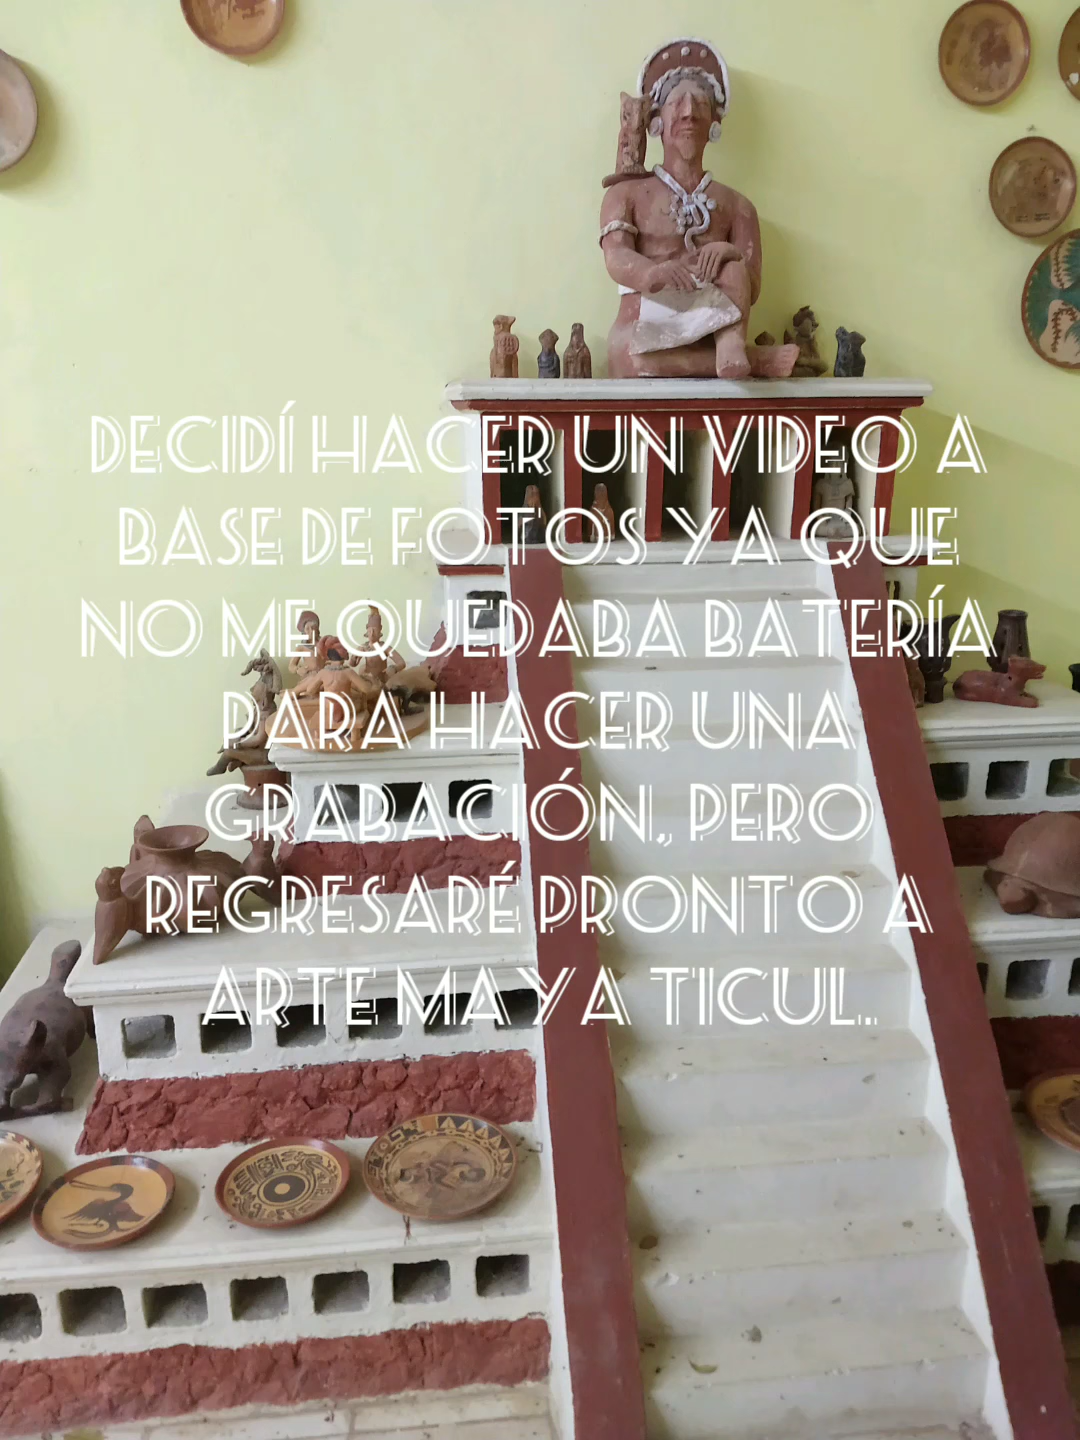 DECIDÍ HACER UN VIDEO A
BASE DE FOTOS YA QUE
NO ME QUEDABA BATERÍA
PARA HACER UNA
GRABACIÓN, PERO
REGRESARÉ PRONTO A
ARTE MAYA TICUL.